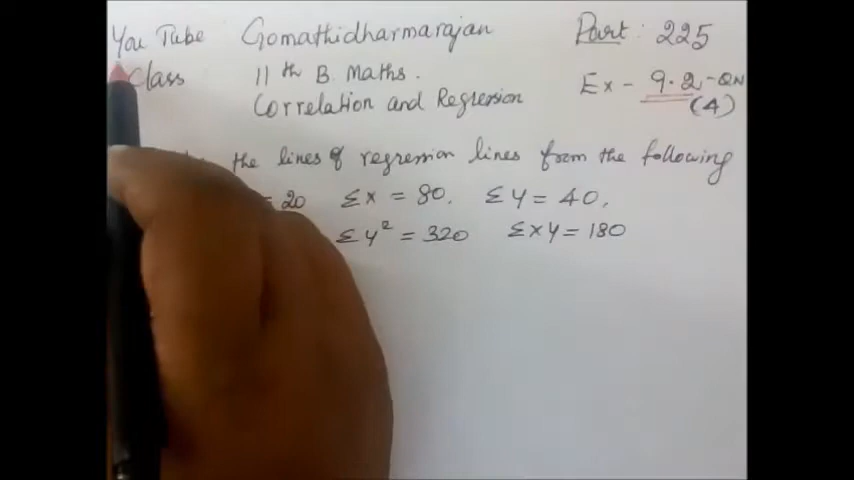 You Tube Gomathidharmarajan Part: 225
Class 11 th B Maths. Ex - 9.2 - QN
Correlation and Regression (4)
the lines of regression lines from the following
= 20 Σx = 80. Σy = 40,
Σy² = 320 Σxy = 180